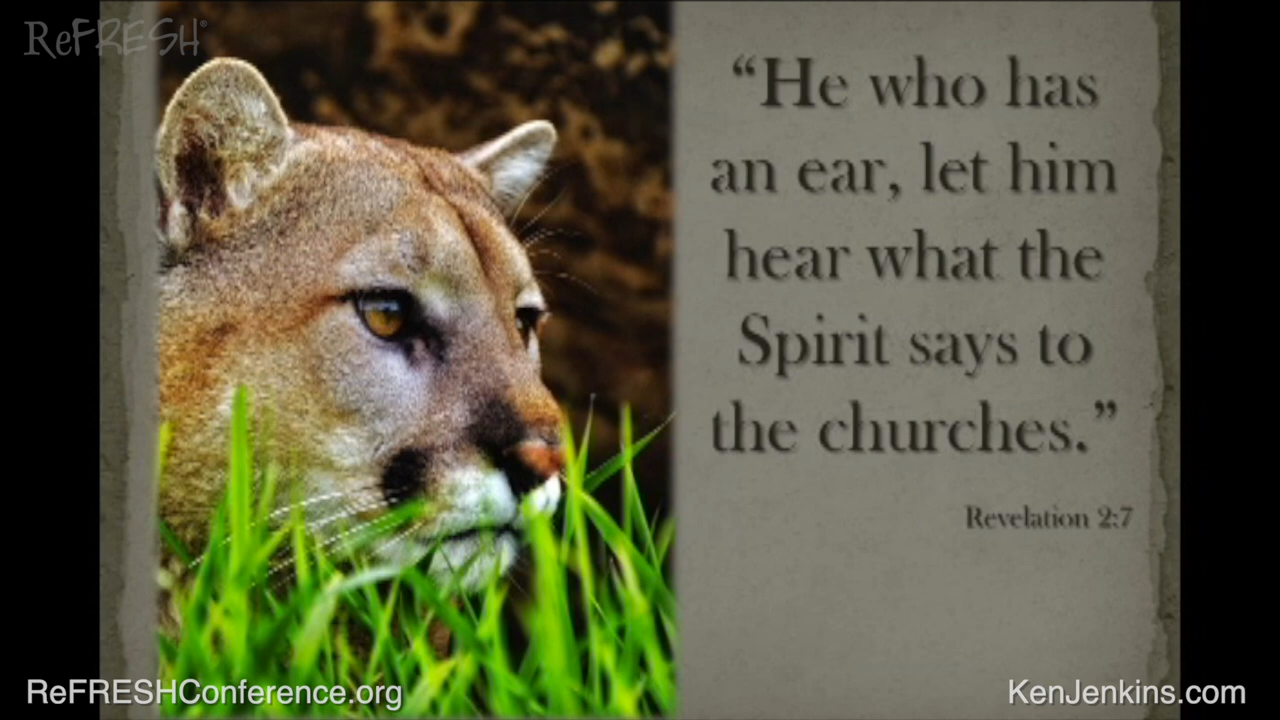 ReFRESH®
“He who has
an ear, let him
hear what the
Spirit says to
the churches.”
Revelation 2:7
ReFRESHConference.org
KenJenkins.com